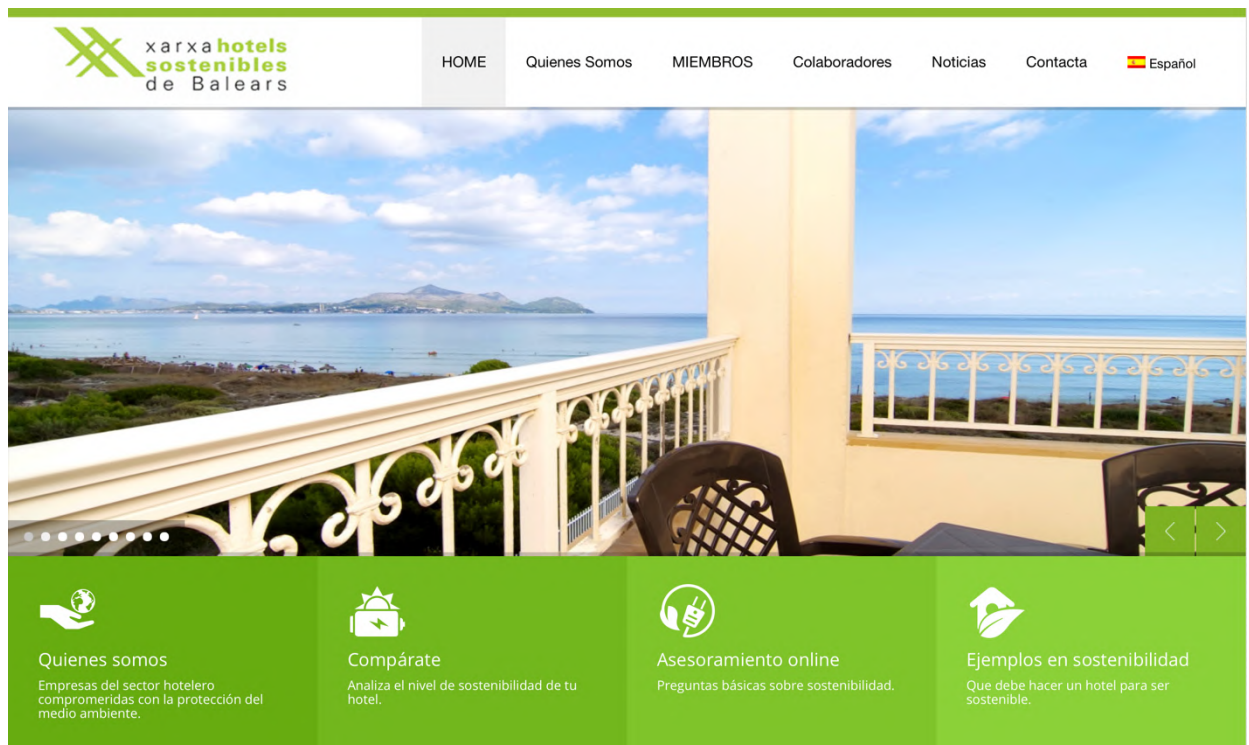 xarxa hotels
sostenibles
de Balears
HOME
Quienes Somos
MIEMBROS
Colaboradores
Noticias
Contacta
Español
Quienes somos
Empresas del sector hotelero
compromeridas con la protección del
medio ambiente.
Compárate
Analiza el nivel de sostenibilidad de tu
hotel.
Asesoramiento online
Preguntas básicas sobre sostenibilidad.
Ejemplos en sostenibilidad
Que debe hacer un hotel para ser
sostenible.